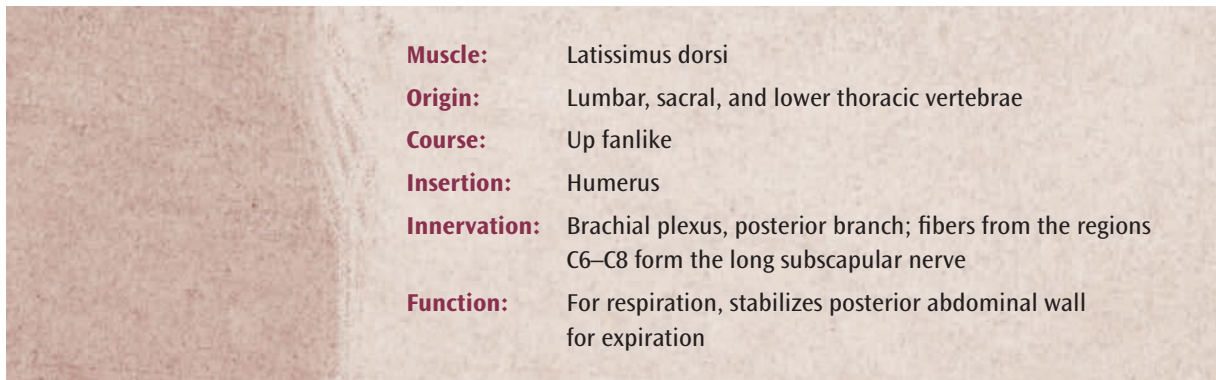 Muscle: Latissimus dorsi
Origin: Lumbar, sacral, and lower thoracic vertebrae
Course: Up fanlike
Insertion: Humerus
Innervation: Brachial plexus, posterior branch; fibers from the regions
C6–C8 form the long subscapular nerve
Function: For respiration, stabilizes posterior abdominal wall
for expiration